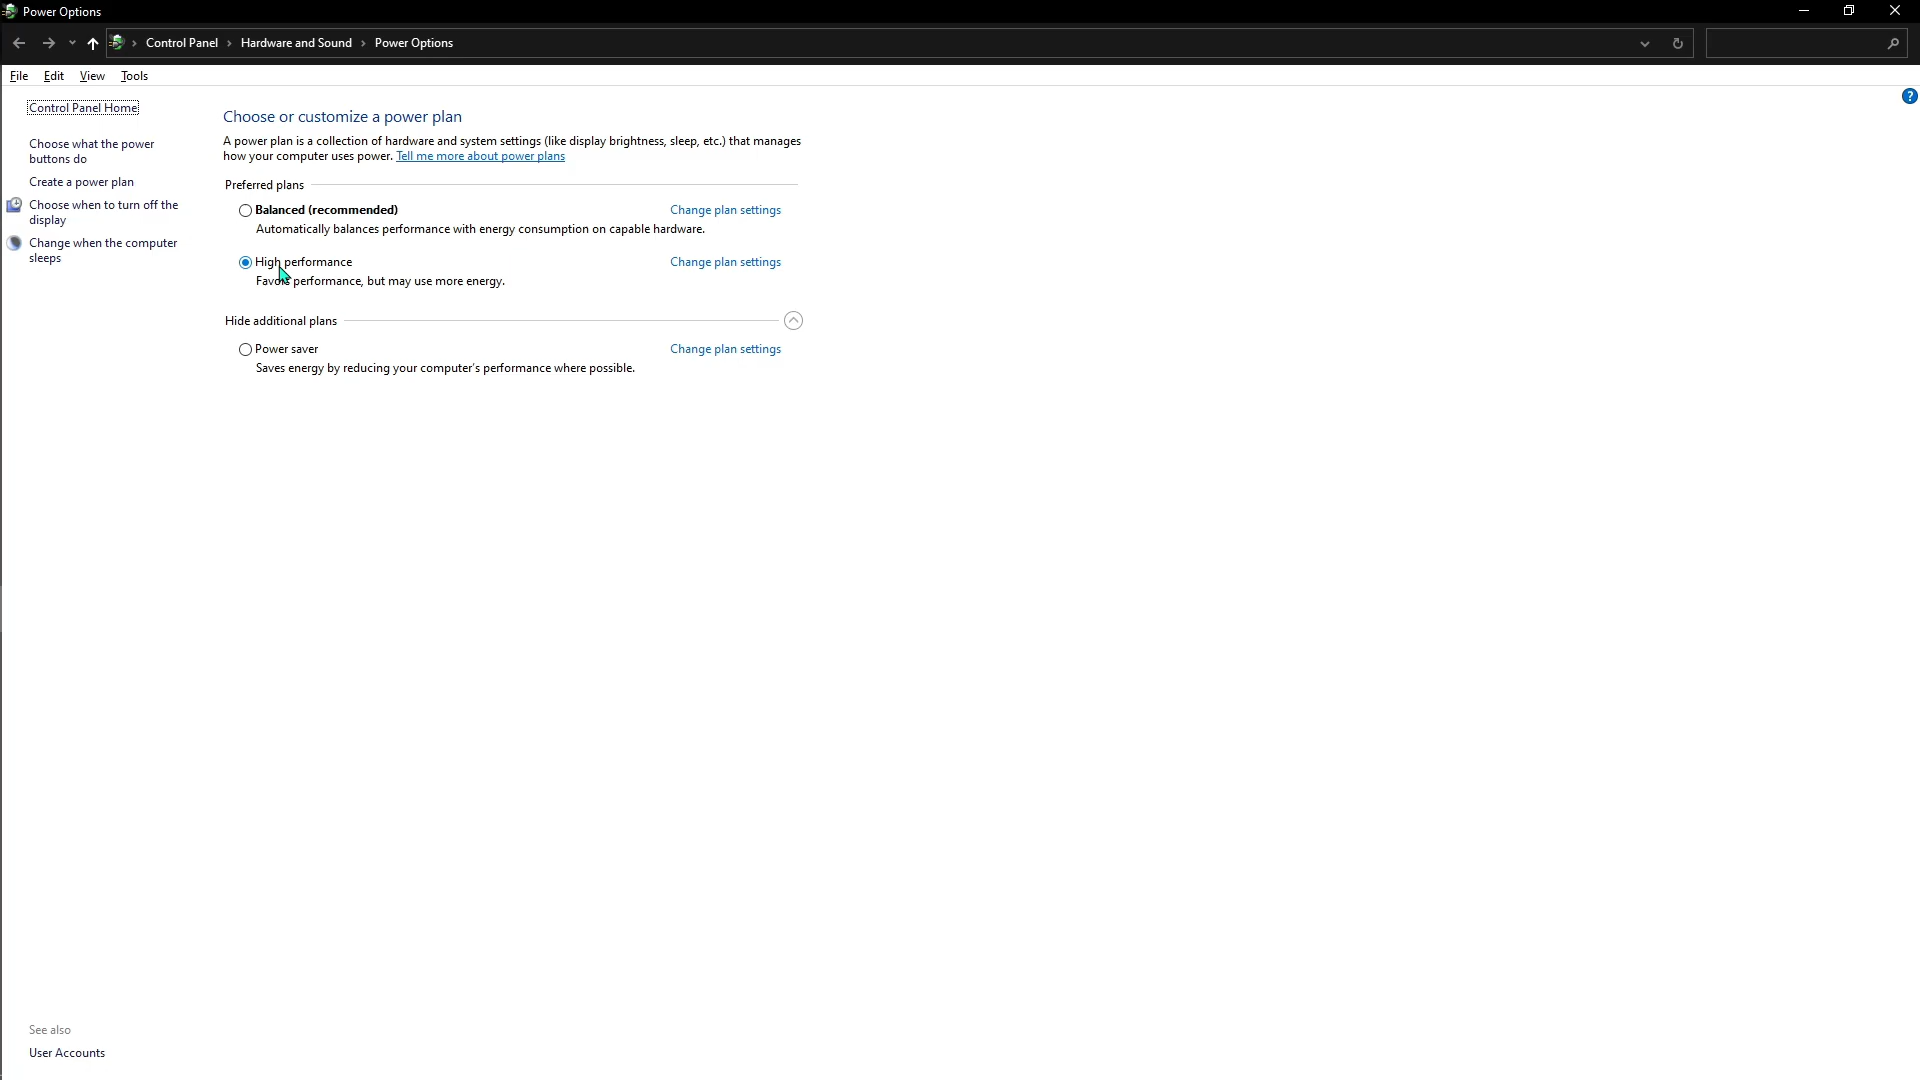 Power Options
Control Panel > Hardware and Sound > Power Options
File Edit View Tools
Control Panel Home
Choose what the power
buttons do
Create a power plan
Choose when to turn off the
display
Change when the computer
sleeps
Choose or customize a power plan
A power plan is a collection of hardware and system settings (like display brightness, sleep, etc.) that manages
how your computer uses power. Tell me more about power plans
Preferred plans
Balanced (recommended) Change plan settings
Automatically balances performance with energy consumption on capable hardware.
High performance Change plan settings
Favors performance, but may use more energy.
Hide additional plans
Power saver Change plan settings
Saves energy by reducing your computer's performance where possible.
See also
User Accounts